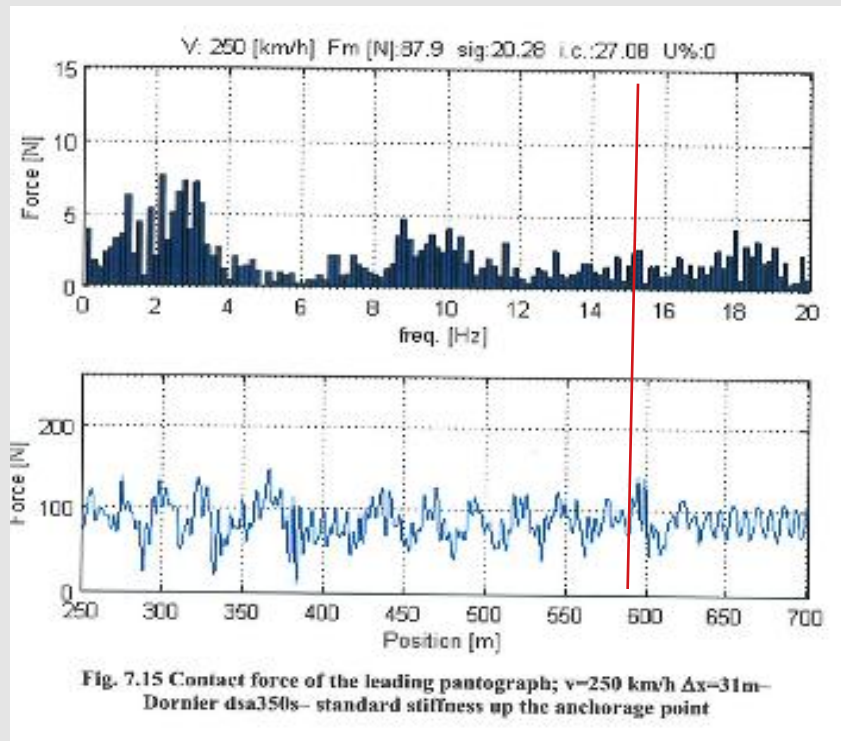 V: 250 [km/h] Fm [N]:87.9 sig:20.28 i.c.:27.08 U%:0
15
10
5
0
Force [N]
0 2 4 6 8 10 12 14 16 18 20
freq. [Hz]
200
100
0
Force [N]
250 300 350 400 450 500 550 600 650 700
Position [m]
Fig. 7.15 Contact force of the leading pantograph; v=250 km/h Δx=31m–
Dornier dsa350s– standard stiffness up the anchorage point